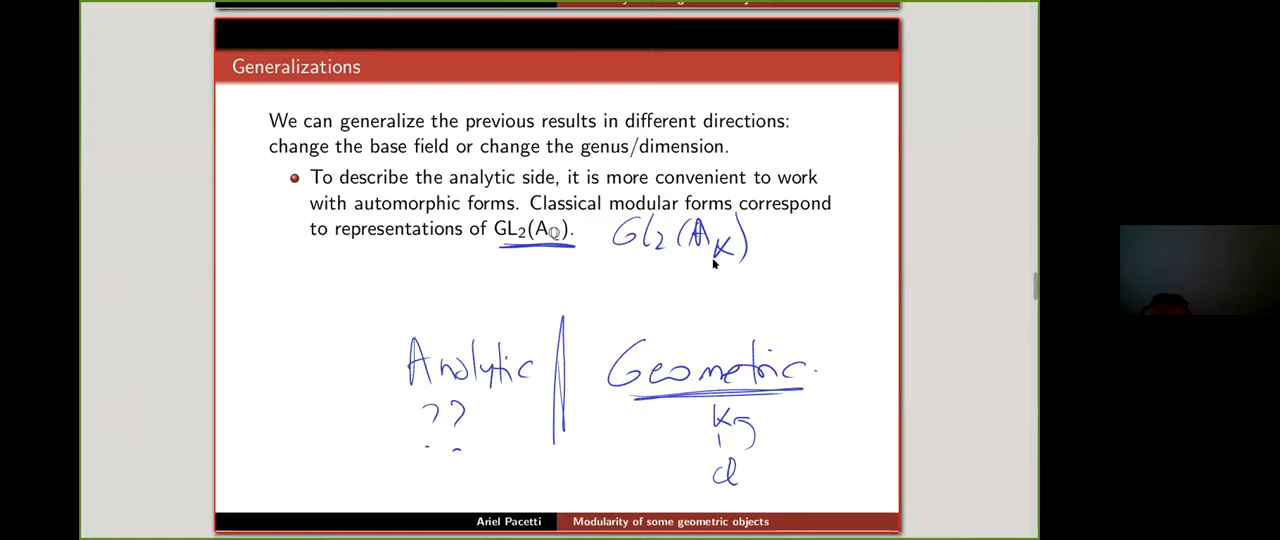 Generalizations
We can generalize the previous results in different directions:
change the base field or change the genus/dimension.
To describe the analytic side, it is more convenient to work
with automorphic forms. Classical modular forms correspond
to representations of GL₂(A_ℚ). GL₂(𝔸_K)
Analytic | Geometric.
??
Ariel Pacetti Modularity of some geometric objects